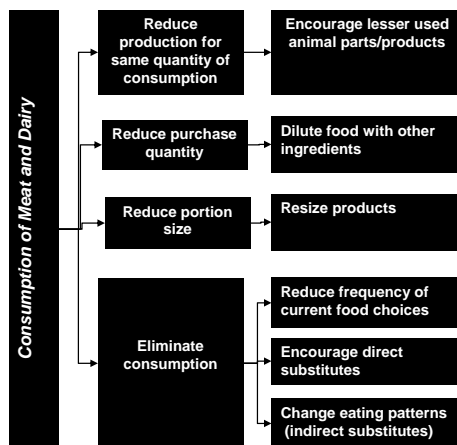 Consumption of Meat and Dairy
Reduce
production for
same quantity of
consumption
Encourage lesser used
animal parts/products
Reduce purchase
quantity
Dilute food with other
ingredients
Reduce portion
size
Resize products
Eliminate
consumption
Reduce frequency of
current food choices
Encourage direct
substitutes
Change eating patterns
(indirect substitutes)